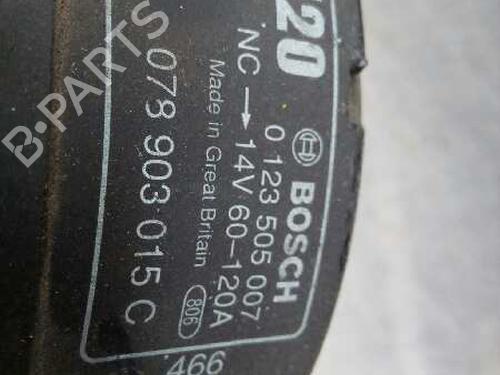 20
BOSCH
0 123 505 007
NC → 14V 60-120A
Made in Great Britain
806
078 903 015 C
466
B-PARTS